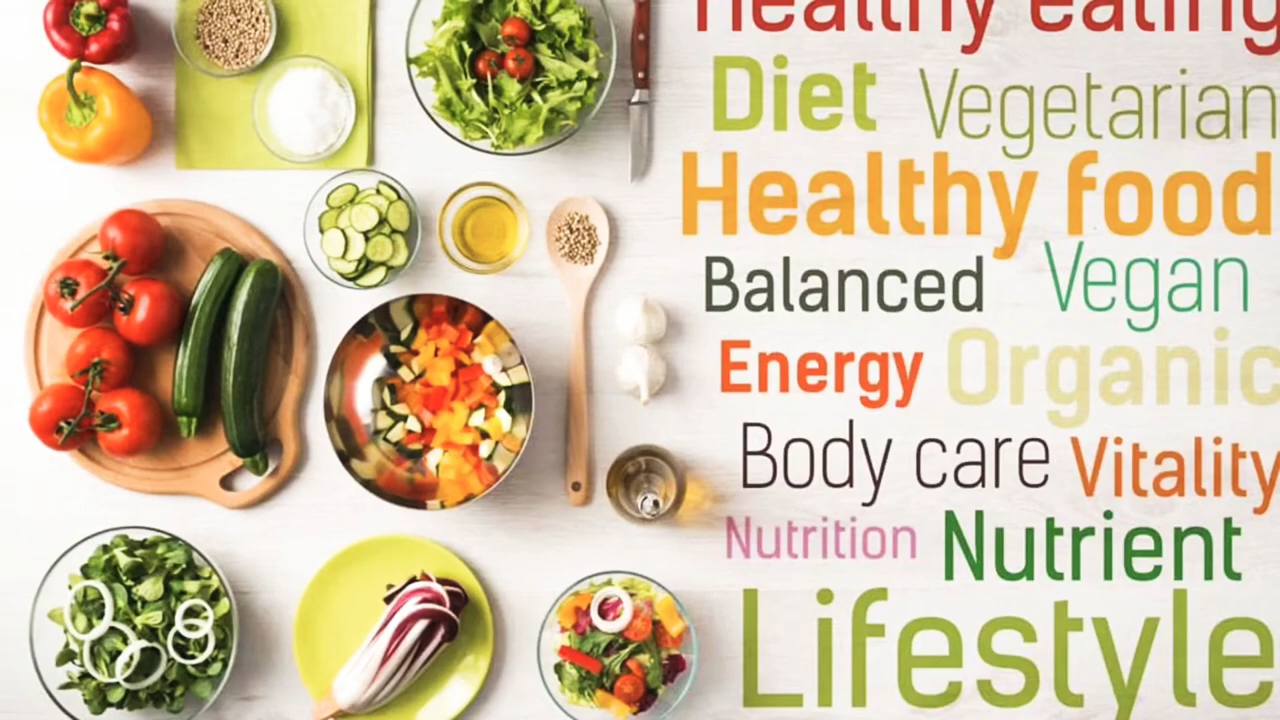 Healthy eating
Diet Vegetarian
Healthy food
Balanced Vegan
Energy Organic
Body care Vitality
Nutrition Nutrient
Lifestyle